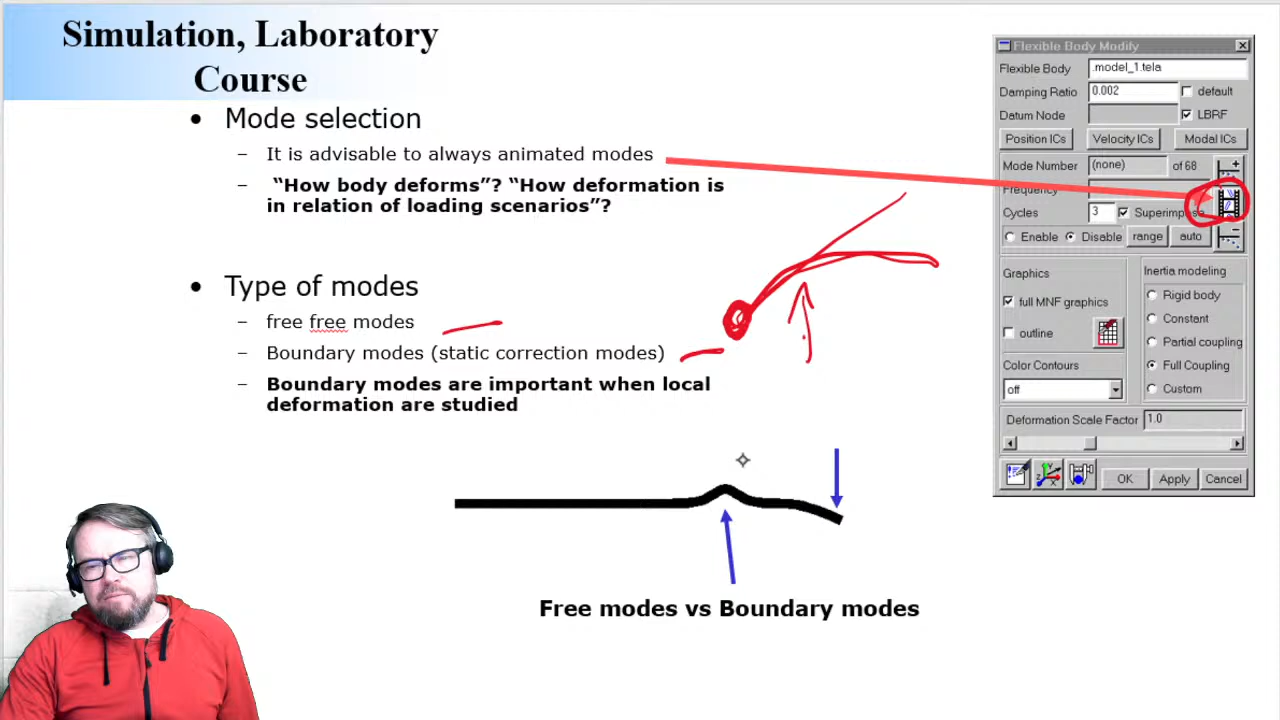 Simulation, Laboratory
Course
• Mode selection
– It is advisable to always animated modes
– “How body deforms”? “How deformation is
in relation of loading scenarios”?
• Type of modes
– free free modes
– Boundary modes (static correction modes)
– Boundary modes are important when local
deformation are studied
Free modes vs Boundary modes
Flexible Body Modify
Flexible Body .model_1.tela
Damping Ratio 0.002 default
Datum Node LBRF
Position ICs Velocity ICs Modal ICs
Mode Number (none) of 68
Frequency
Cycles 3 Superimpose
Enable Disable range auto
Graphics
full MNF graphics
outline
Color Contours
off
Inertia modeling
Rigid body
Constant
Partial coupling
Full Coupling
Custom
Deformation Scale Factor 1.0
OK Apply Cancel